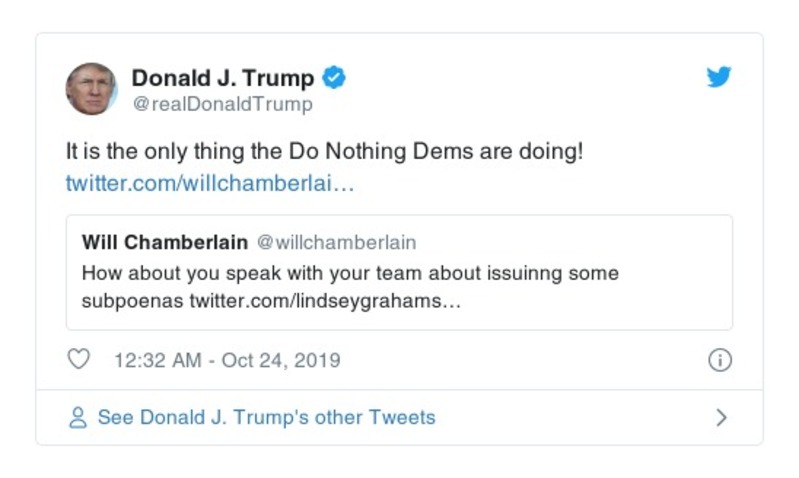 Donald J. Trump
@realDonaldTrump
It is the only thing the Do Nothing Dems are doing!
twitter.com/willchamberlai…
Will Chamberlain @willchamberlain
How about you speak with your team about issuinng some
subpoenas twitter.com/lindseygrahams…
12:32 AM - Oct 24, 2019
See Donald J. Trump's other Tweets